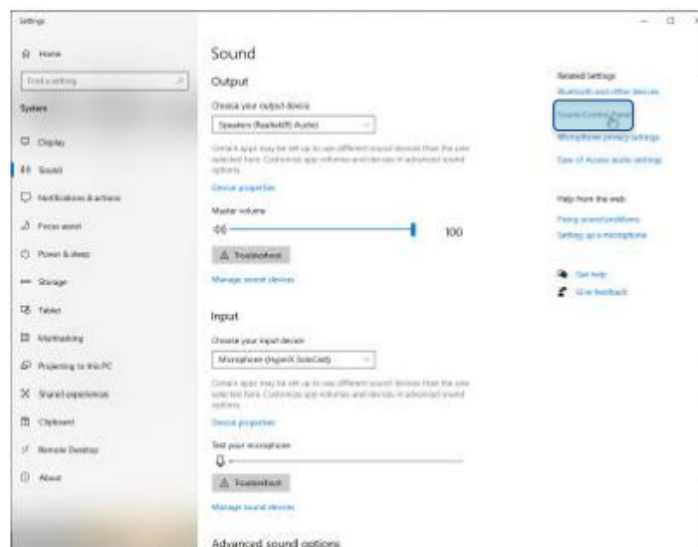 Settings
Home
Find a setting
System
Display
Sound
Notifications & actions
Focus assist
Power & sleep
Storage
Tablet
Multitasking
Projecting to this PC
Shared experiences
Clipboard
Remote Desktop
About
Sound
Output
Choose your output device
Speakers (Realtek(R) Audio)
Certain apps may be set up to use different sound devices than the one
selected here. Customize app volumes and devices in advanced sound
options.
Device properties
Master volume
100
Troubleshoot
Manage sound devices
Input
Choose your input device
Microphone (HyperX SoloCast)
Certain apps may be set up to use different sound devices than the one
selected here. Customize app volumes and devices in advanced sound
options.
Device properties
Test your microphone
Troubleshoot
Manage sound devices
Advanced sound options
Related Settings
Bluetooth and other devices
Sound Control Panel
Microphone privacy settings
Ease of Access audio settings
Help from the web
Fixing sound problems
Setting up a microphone
Get help
Give feedback